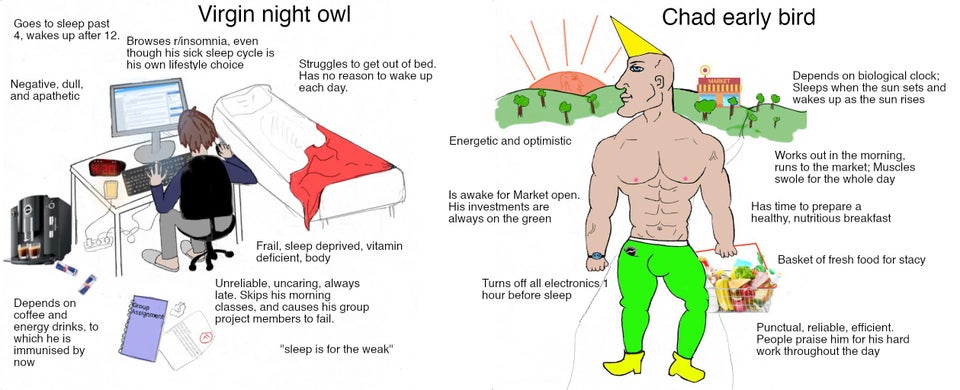 Virgin night owl
Goes to sleep past
4, wakes up after 12.
Browses r/insomnia, even
though his sick sleep cycle is
his own lifestyle choice
Struggles to get out of bed.
Has no reason to wake up
each day.
Negative, dull,
and apathetic
Frail, sleep deprived, vitamin
deficient, body
Unreliable, uncaring, always
late. Skips his morning
classes, and causes his group
project members to fail.
Depends on
coffee and
energy drinks, to
which he is
immunised by
now
Group
Assignment
"sleep is for the weak"
Chad early bird
MARKET
Depends on biological clock;
Sleeps when the sun sets and
wakes up as the sun rises
Energetic and optimistic
Works out in the morning,
runs to the market; Muscles
swole for the whole day
Is awake for Market open.
His investments are
always on the green
Has time to prepare a
healthy, nutritious breakfast
Basket of fresh food for stacy
Turns off all electronics 1
hour before sleep
Punctual, reliable, efficient.
People praise him for his hard
work throughout the day